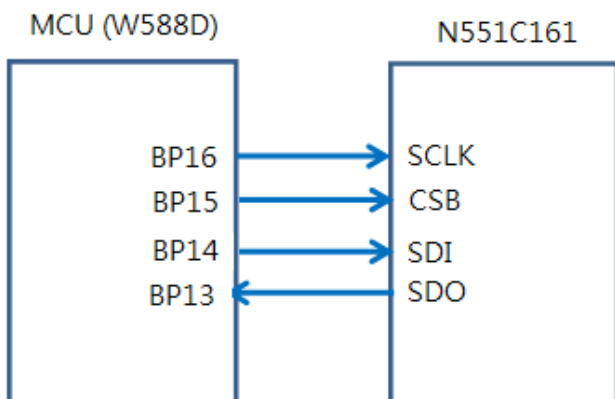 MCU (W588D)
N551C161
BP16
SCLK
BP15
CSB
BP14
SDI
BP13
SDO